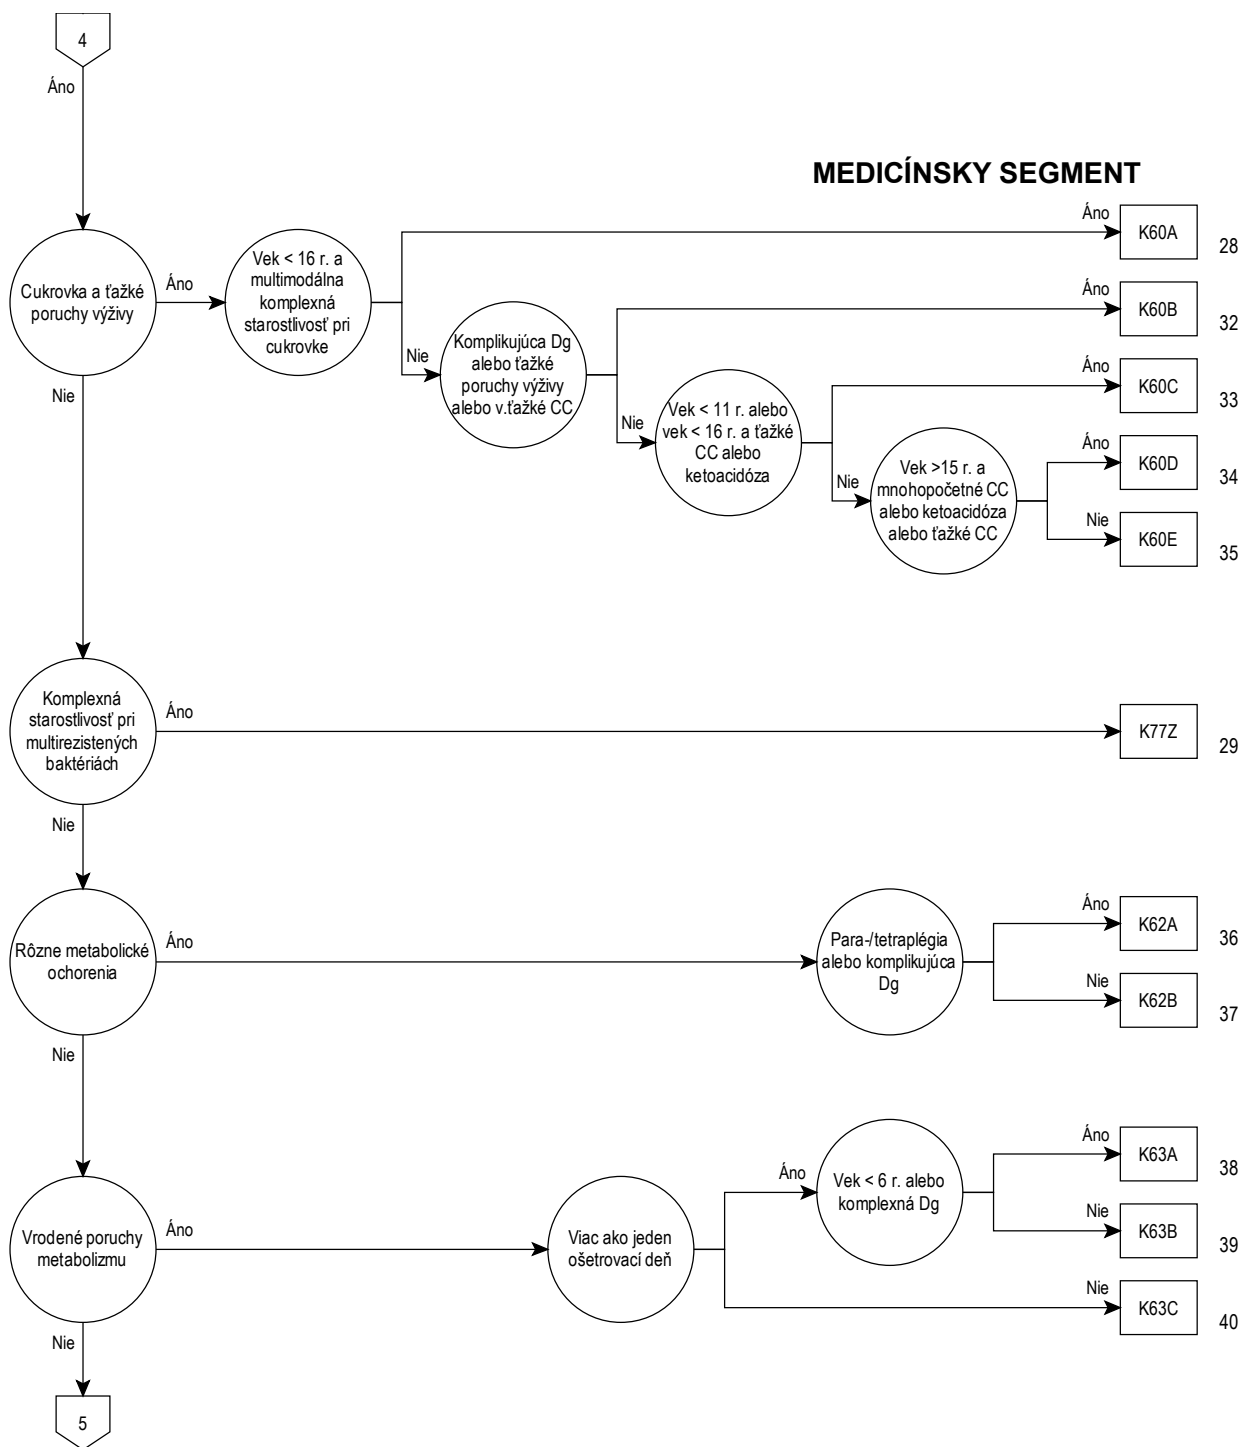 4
Áno
MEDICÍNSKY SEGMENT
Cukrovka a ťažké
poruchy výživy
Áno
Vek < 16 r. a
multimodálna
komplexná
starostlivosť pri
cukrovke
Áno
K60A
28
Nie
Komplikujúca Dg
alebo ťažké
poruchy výživy
alebo v.ťažké CC
Áno
K60B
32
Nie
Vek < 11 r. alebo
vek < 16 r. a ťažké
CC alebo
ketoacidóza
Áno
K60C
33
Nie
Vek >15 r. a
mnohopočetné CC
alebo ketoacidóza
alebo ťažké CC
Áno
K60D
34
Nie
K60E
35
Nie
Komplexná
starostlivosť pri
multirezistených
baktériách
Áno
K77Z
29
Nie
Rôzne metabolické
ochorenia
Áno
Para-/tetraplégia
alebo komplikujúca
Dg
Áno
K62A
36
Nie
K62B
37
Nie
Vrodené poruchy
metabolizmu
Áno
Viac ako jeden
ošetrovací deň
Áno
Vek < 6 r. alebo
komplexná Dg
Áno
K63A
38
Nie
K63B
39
Nie
K63C
40
Nie
5